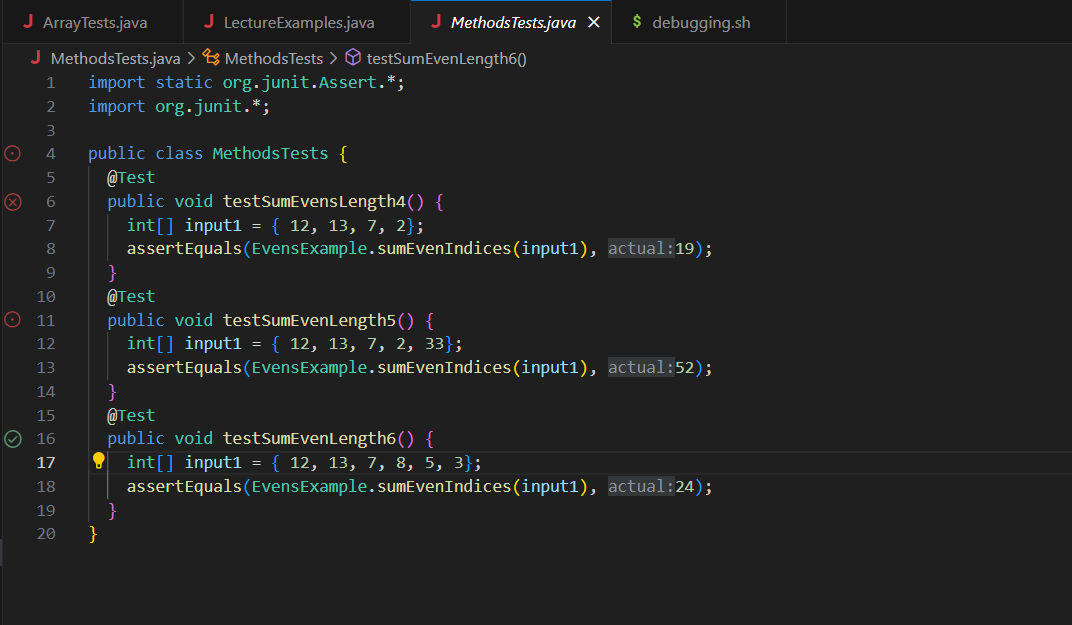 J ArrayTests.java J LectureExamples.java J MethodsTests.java × $ debugging.sh
J MethodsTests.java > MethodsTests > testSumEvenLength6()
1 import static org.junit.Assert.*;
2 import org.junit.*;
3
4 public class MethodsTests {
5 @Test
6 public void testSumEvensLength4() {
7 int[] input1 = { 12, 13, 7, 2};
8 assertEquals(EvensExample.sumEvenIndices(input1), actual:19);
9 }
10 @Test
11 public void testSumEvenLength5() {
12 int[] input1 = { 12, 13, 7, 2, 33};
13 assertEquals(EvensExample.sumEvenIndices(input1), actual:52);
14 }
15 @Test
16 public void testSumEvenLength6() {
17 int[] input1 = { 12, 13, 7, 8, 5, 3};
18 assertEquals(EvensExample.sumEvenIndices(input1), actual:24);
19 }
20 }